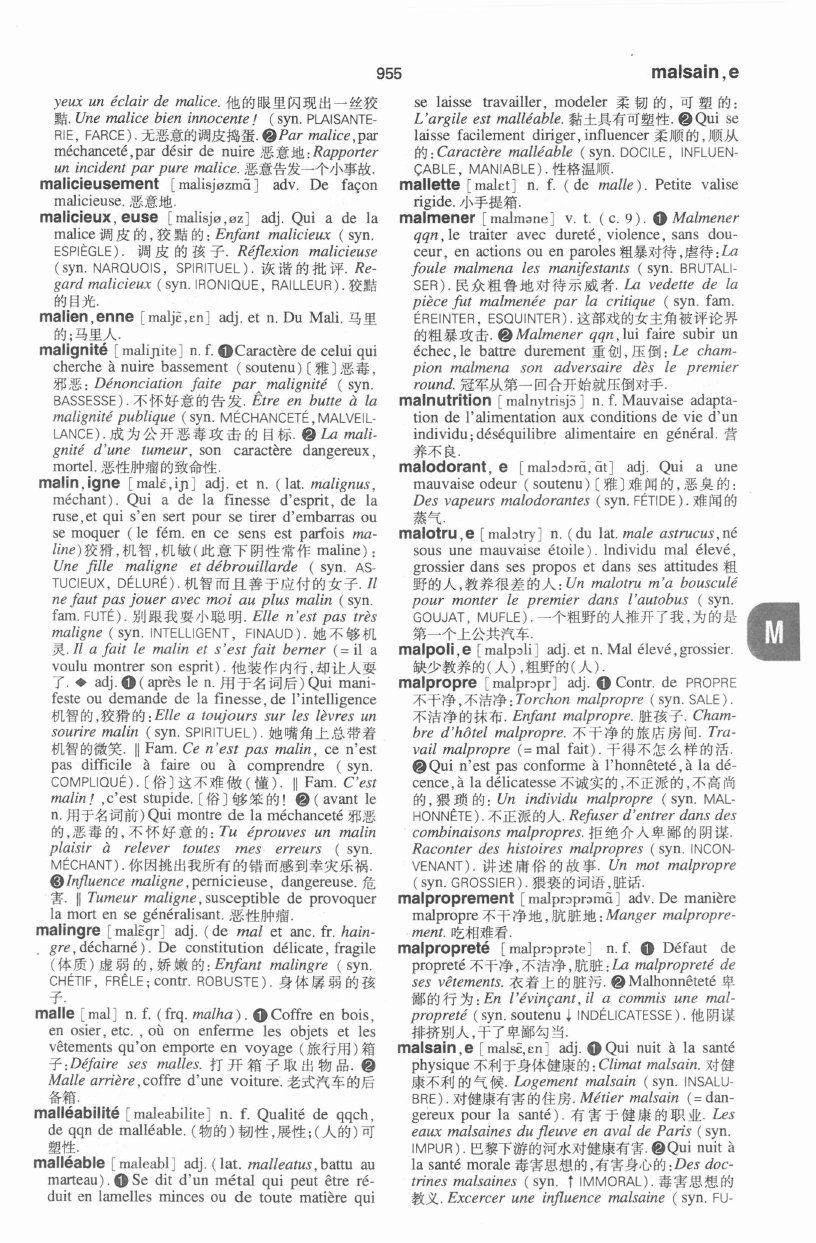 955
malsain,e
yeux un éclair de malice. 他的眼里闪现出一丝狡
黠. Une malice bien innocente! (syn. PLAISANTE-
RIE, FARCE). 无恶意的调皮捣蛋. ❷ Par malice, par
méchanceté, par désir de nuire 恶意地: Rapporter
un incident par pure malice. 恶意告发一个小事故.
malicieusement [malisjøzmɑ̃] adv. De façon
malicieuse. 恶意地.
malicieux, euse [malisjø,øz] adj. Qui a de la
malice 调皮的,狡黠的: Enfant malicieux (syn.
ESPIÈGLE). 调皮的孩子. Réflexion malicieuse
(syn. NARQUOIS, SPIRITUEL). 诙谐的批评. Re-
gard malicieux (syn. IRONIQUE, RAILLEUR). 狡黠
的目光.
malien,enne [maljɛ̃,ɛn] adj. et n. Du Mali. 马里
的;马里人.
malignité [maliɲite] n. f. ❶ Caractère de celui qui
cherche à nuire bassement (soutenu)〔雅〕恶毒,
邪恶: Dénonciation faite par malignité (syn.
BASSESSE). 不怀好意的告发. Être en butte à la
malignité publique (syn. MÉCHANCETÉ, MALVEIL-
LANCE). 成为公开恶毒攻击的目标. ❷ La mali-
gnité d'une tumeur, son caractère dangereux,
mortel. 恶性肿瘤的致命性.
malin,igne [malɛ̃,iɲ] adj. et n. (lat. malignus,
méchant). Qui a de la finesse d'esprit, de la
ruse, et qui s'en sert pour se tirer d'embarras ou
se moquer (le fém. en ce sens est parfois ma-
line) 狡猾,机智,机敏(此意下阴性常作 maline):
Une fille maligne et débrouillarde (syn. AS-
TUCIEUX, DÉLURÉ). 机智而且善于应付的女子. Il
ne faut pas jouer avec moi au plus malin (syn.
fam. FUTÉ). 别跟我耍小聪明. Elle n'est pas très
maligne (syn. INTELLIGENT, FINAUD). 她不够机
灵. Il a fait le malin et s'est fait berner (= il a
voulu montrer son esprit). 他装作内行,却让人耍
了. ◆ adj. ❶ (après le n. 用于名词后) Qui mani-
feste ou demande de la finesse, de l'intelligence
机智的,狡猾的: Elle a toujours sur les lèvres un
sourire malin (syn. SPIRITUEL). 她嘴角上总带着
机智的微笑. ‖ Fam. Ce n'est pas malin, ce n'est
pas difficile à faire ou à comprendre (syn.
COMPLIQUÉ).〔俗〕这不难做(懂). ‖ Fam. C'est
malin!, c'est stupide.〔俗〕够笨的! ❷ (avant le
n. 用于名词前) Qui montre de la méchanceté 邪恶
的,恶毒的,不怀好意的: Tu éprouves un malin
plaisir à relever toutes mes erreurs (syn.
MÉCHANT). 你因挑出我所有的错而感到幸灾乐祸.
❸ Influence maligne, pernicieuse, dangereuse. 危
害. ‖ Tumeur maligne, susceptible de provoquer
la mort en se généralisant. 恶性肿瘤.
malingre [malɛ̃gr] adj. (de mal et anc. fr. hain-
gre, décharné). De constitution délicate, fragile
(体质)虚弱的,娇嫩的: Enfant malingre (syn.
CHÉTIF, FRÊLE; contr. ROBUSTE). 身体孱弱的孩
子.
malle [mal] n. f. (frq. malha). ❶ Coffre en bois,
en osier, etc., où on enferme les objets et les
vêtements qu'on emporte en voyage (旅行用)箱
子: Défaire ses malles. 打开箱子取出物品. ❷
Malle arrière, coffre d'une voiture. 老式汽车的后
备箱.
malléabilité [maleabilite] n. f. Qualité de qqch,
de qqn de malléable. (物的)韧性,展性;(人的)可
塑性.
malléable [maleabl] adj. (lat. malleatus, battu au
marteau). ❶ Se dit d'un métal qui peut être ré-
duit en lamelles minces ou de toute matière qui
se laisse travailler, modeler 柔韧的,可塑的:
L'argile est malléable. 黏土具有可塑性. ❷ Qui se
laisse facilement diriger, influencer 柔顺的,顺从
的: Caractère malléable (syn. DOCILE, INFLUEN-
ÇABLE, MANIABLE). 性格温顺.
mallette [malɛt] n. f. (de malle). Petite valise
rigide. 小手提箱.
malmener [malməne] v. t. (c. 9). ❶ Malmener
qqn, le traiter avec dureté, violence, sans dou-
ceur, en actions ou en paroles 粗暴对待,虐待: La
foule malmena les manifestants (syn. BRUTALI-
SER). 民众粗鲁地对待示威者. La vedette de la
pièce fut malmenée par la critique (syn. fam.
ÉREINTER, ESQUINTER). 这部戏的女主角被评论界
的粗暴攻击. ❷ Malmener qqn, lui faire subir un
échec, le battre durement 重创,压倒: Le cham-
pion malmena son adversaire dès le premier
round. 冠军从第一回合开始就压倒对手.
malnutrition [malnytrisjɔ̃] n. f. Mauvaise adapta-
tion de l'alimentation aux conditions de vie d'un
individu; déséquilibre alimentaire en général. 营
养不良.
malodorant, e [malɔdɔrɑ̃, ɑ̃t] adj. Qui a une
mauvaise odeur (soutenu)〔雅〕难闻的,恶臭的:
Des vapeurs malodorantes (syn. FÉTIDE). 难闻的
蒸气.
malotru,e [malɔtry] n. (du lat. male astrucus, né
sous une mauvaise étoile). Individu mal élevé,
grossier dans ses propos et dans ses attitudes 粗
野的人,教养很差的人: Un malotru m'a bousculé
pour monter le premier dans l'autobus (syn.
GOUJAT, MUFLE). 一个粗野的人推开了我,为的是
第一个上公共汽车.
malpoli,e [malpɔli] adj. et n. Mal élevé, grossier.
缺少教养的(人),粗野的(人).
malpropre [malprɔpr] adj. ❶ Contr. de PROPRE
不干净,不洁净: Torchon malpropre (syn. SALE).
不洁净的抹布. Enfant malpropre. 脏孩子. Cham-
bre d'hôtel malpropre. 不干净的旅店房间. Tra-
vail malpropre (= mal fait). 干得不怎么样的活.
❷ Qui n'est pas conforme à l'honnêteté, à la dé-
cence, à la délicatesse 不诚实的,不正派的,不高尚
的,猥琐的: Un individu malpropre (syn. MAL-
HONNÊTE). 不正派的人. Refuser d'entrer dans des
combinaisons malpropres. 拒绝介入卑鄙的阴谋.
Raconter des histoires malpropres (syn. INCON-
VENANT). 讲述庸俗的故事. Un mot malpropre
(syn. GROSSIER). 猥亵的词语,脏话.
malproprement [malprɔprəmɑ̃] adv. De manière
malpropre 不干净地,肮脏地: Manger malpropre-
ment. 吃相难看.
malpropreté [malprɔprəte] n. f. ❶ Défaut de
propreté 不干净,不洁净,肮脏: La malpropreté de
ses vêtements. 衣着上的脏污. ❷ Malhonnêteté 卑
鄙的行为: En l'évinçant, il a commis une mal-
propreté (syn. soutenu ↓ INDÉLICATESSE). 他阴谋
排挤别人,干了卑鄙勾当.
malsain,e [malsɛ̃,ɛn] adj. ❶ Qui nuit à la santé
physique 不利于身体健康的: Climat malsain. 对健
康不利的气候. Logement malsain (syn. INSALU-
BRE). 对健康有害的住房. Métier malsain (= dan-
gereux pour la santé). 有害于健康的职业. Les
eaux malsaines du fleuve en aval de Paris (syn.
IMPUR). 巴黎下游的河水对健康有害. ❷ Qui nuit à
la santé morale 毒害思想的,有害身心的: Des doc-
trines malsaines (syn. ↑ IMMORAL). 毒害思想的
教义. Excercer une influence malsaine (syn. FU-
M